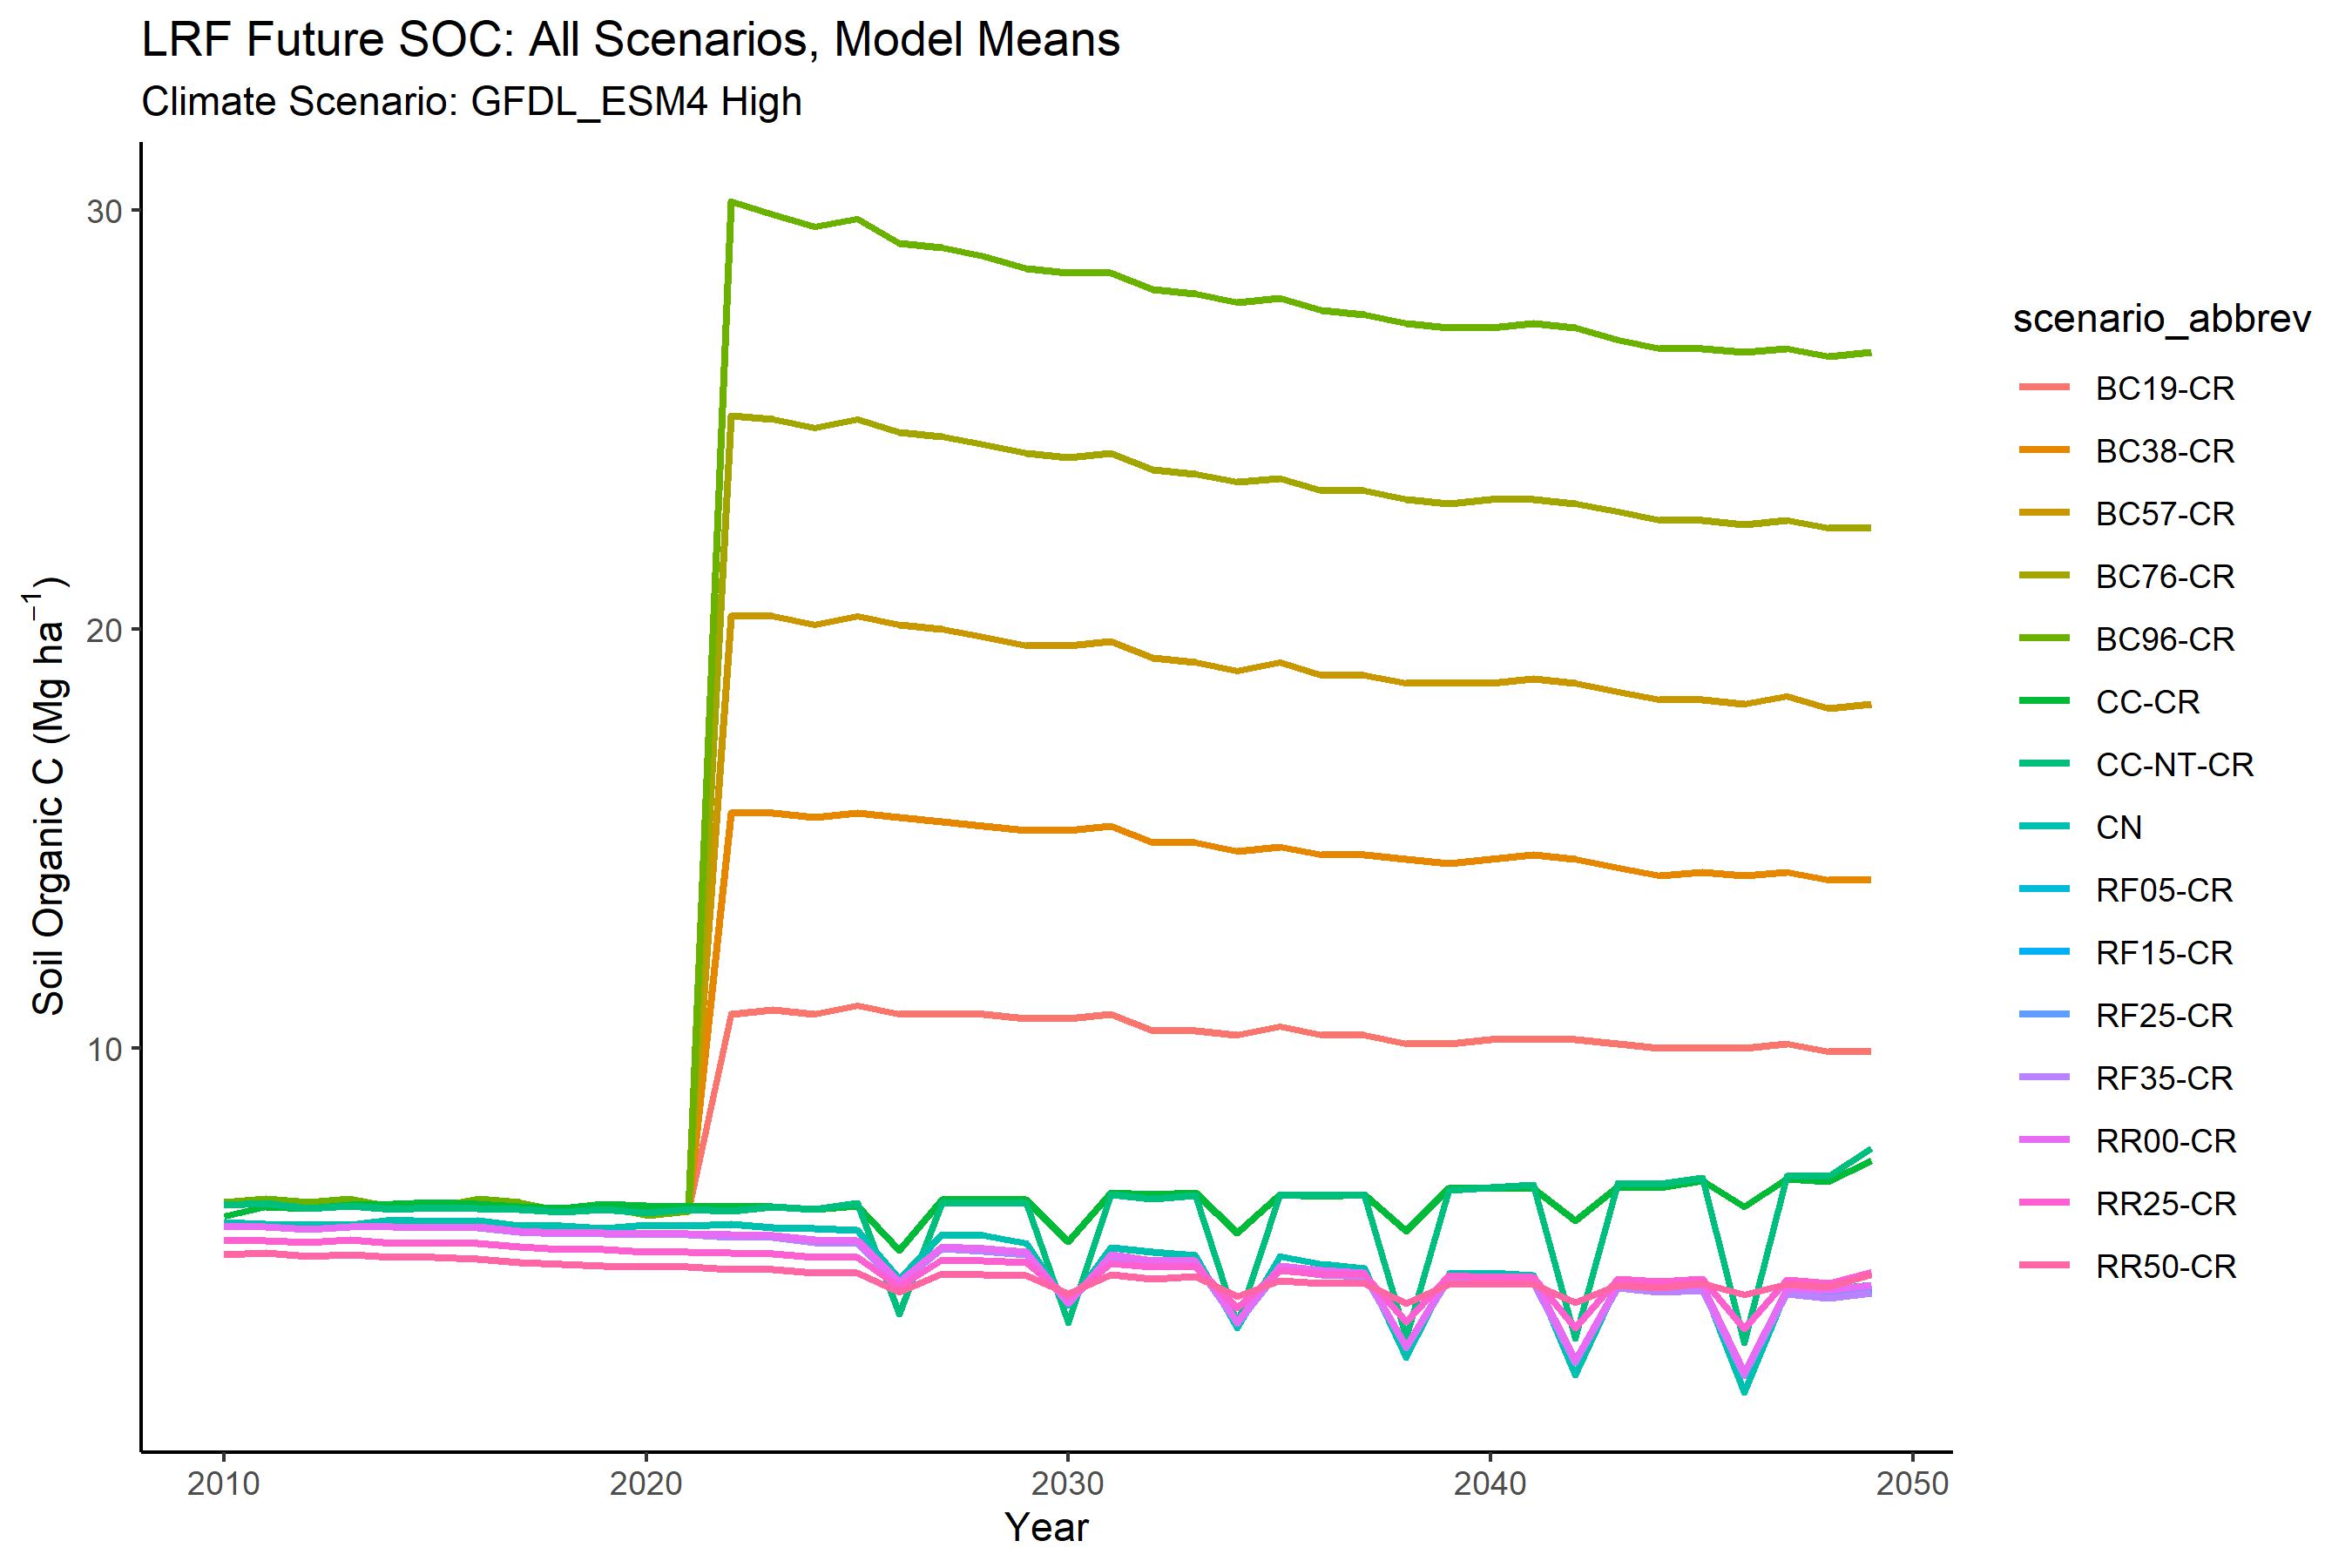 LRF Future SOC: All Scenarios, Model Means
Climate Scenario: GFDL_ESM4 High
Soil Organic C (Mg ha⁻¹)
30
20
10
2010
2020
2030
2040
2050
Year
scenario_abbrev
BC19-CR
BC38-CR
BC57-CR
BC76-CR
BC96-CR
CC-CR
CC-NT-CR
CN
RF05-CR
RF15-CR
RF25-CR
RF35-CR
RR00-CR
RR25-CR
RR50-CR